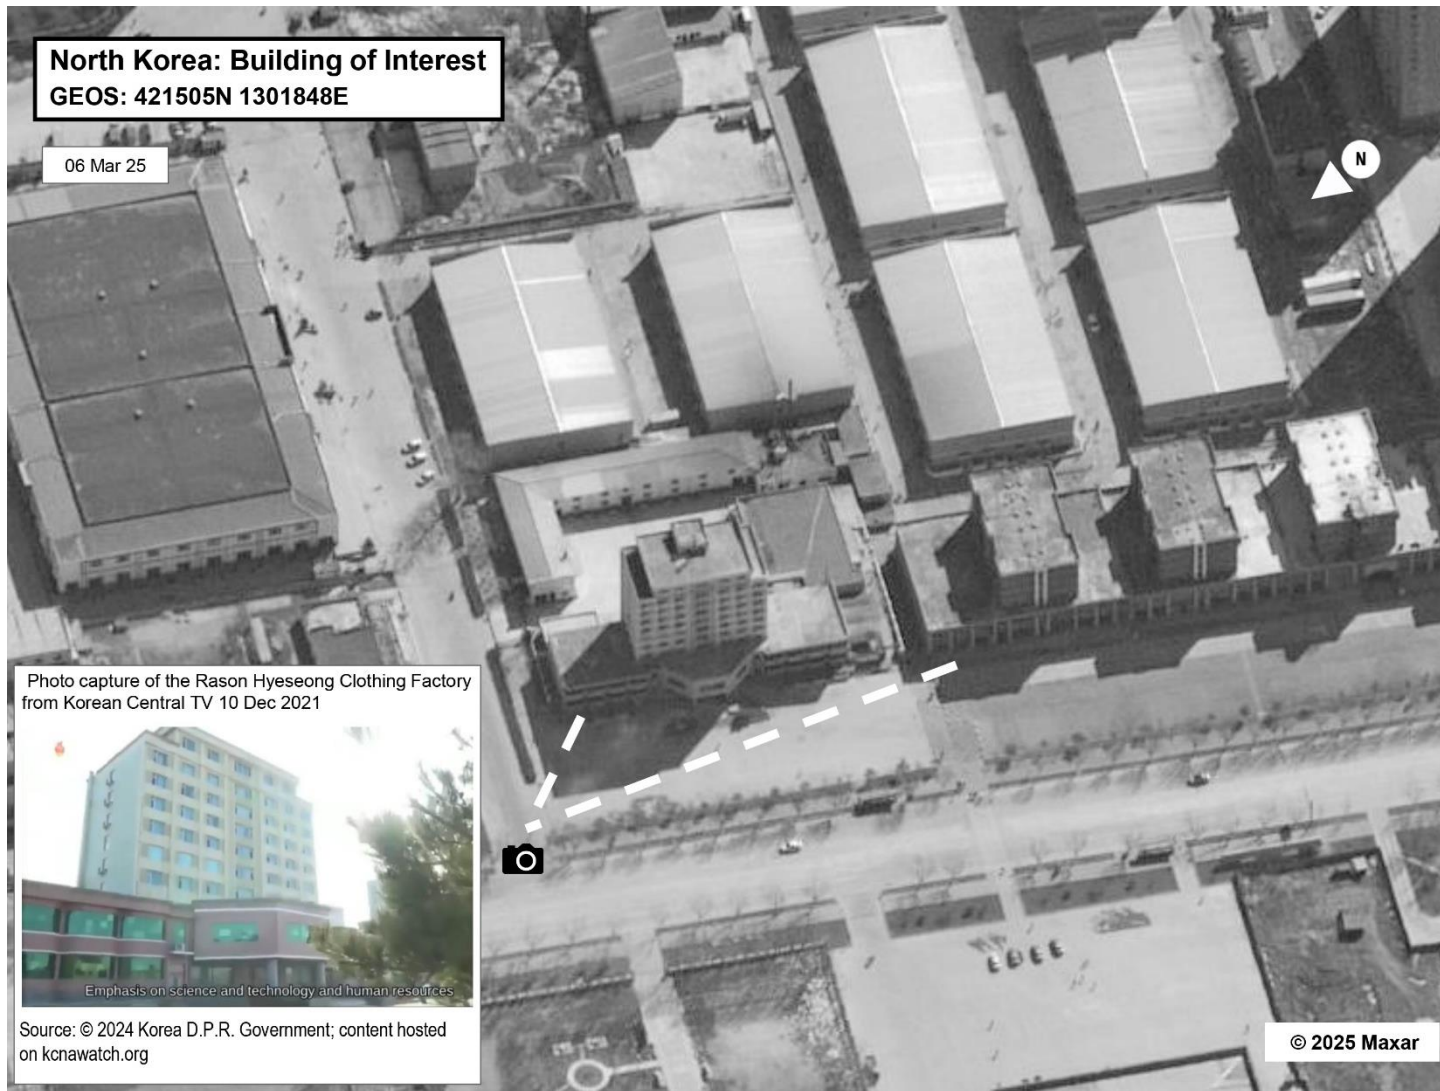 North Korea: Building of Interest
GEOS: 421505N 1301848E
06 Mar 25
N
Photo capture of the Rason Hyeseong Clothing Factory
from Korean Central TV 10 Dec 2021
Emphasis on science and technology and human resources
Source: © 2024 Korea D.P.R. Government; content hosted
on kcnawatch.org
© 2025 Maxar